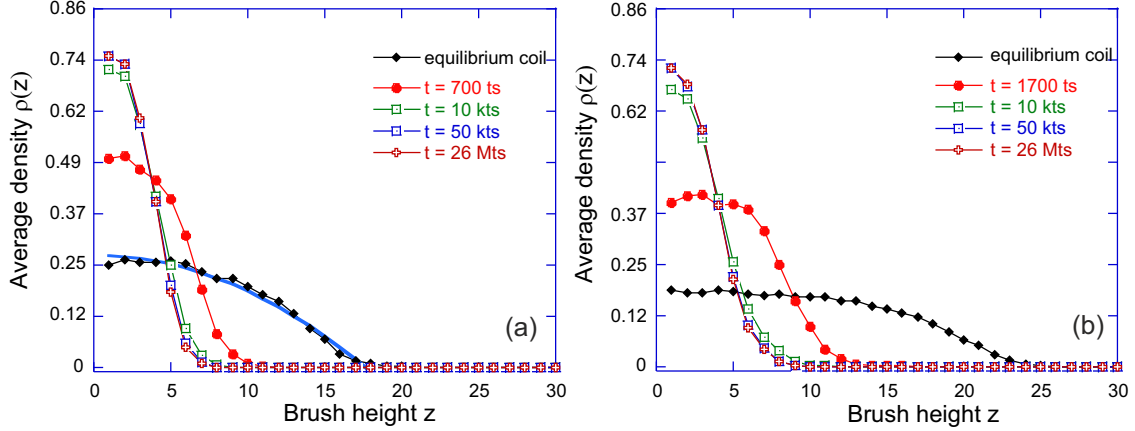 0.86
0.74
0.62
0.49
0.37
0.25
0.12
0
Average density ρ(z)
equilibrium coil
t = 700 ts
t = 10 kts
t = 50 kts
t = 26 Mts
(a)
0 5 10 15 20 25 30
Brush height z
0.86
0.74
0.62
0.37
0.25
0.12
0
Average density ρ(z)
equilibrium coil
t = 1700 ts
t = 10 kts
t = 50 kts
t = 26 Mts
(b)
0 5 10 15 20 25 30
Brush height z